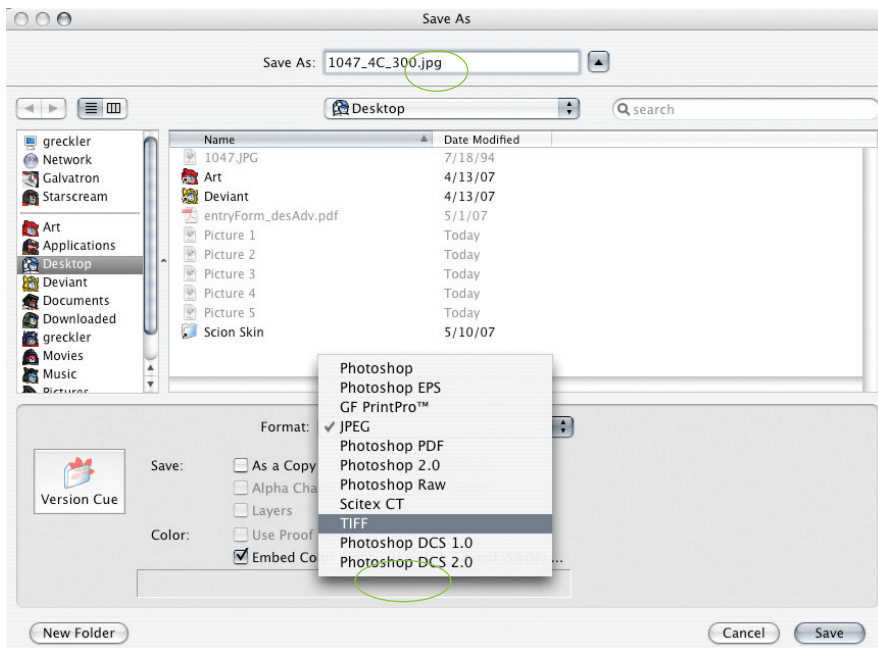 Save As
Save As: 1047_4C_300.jpg
Desktop
search
greckler
Network
Galvatron
Starscream
Art
Applications
Desktop
Deviant
Documents
Downloaded
greckler
Movies
Music
Pictures
Name Date Modified
1047.JPG 7/18/94
Art 4/13/07
Deviant 4/13/07
entryForm_desAdv.pdf 5/1/07
Picture 1 Today
Picture 2 Today
Picture 3 Today
Picture 4 Today
Picture 5 Today
Scion Skin 5/10/07
Format:
Photoshop
Photoshop EPS
GF PrintPro™
✓ JPEG
Photoshop PDF
Photoshop 2.0
Photoshop Raw
Scitex CT
TIFF
Photoshop DCS 1.0
Photoshop DCS 2.0
Version Cue
Save: As a Copy
Alpha Cha
Layers
Color: Use Proof
Embed Co
New Folder Cancel Save